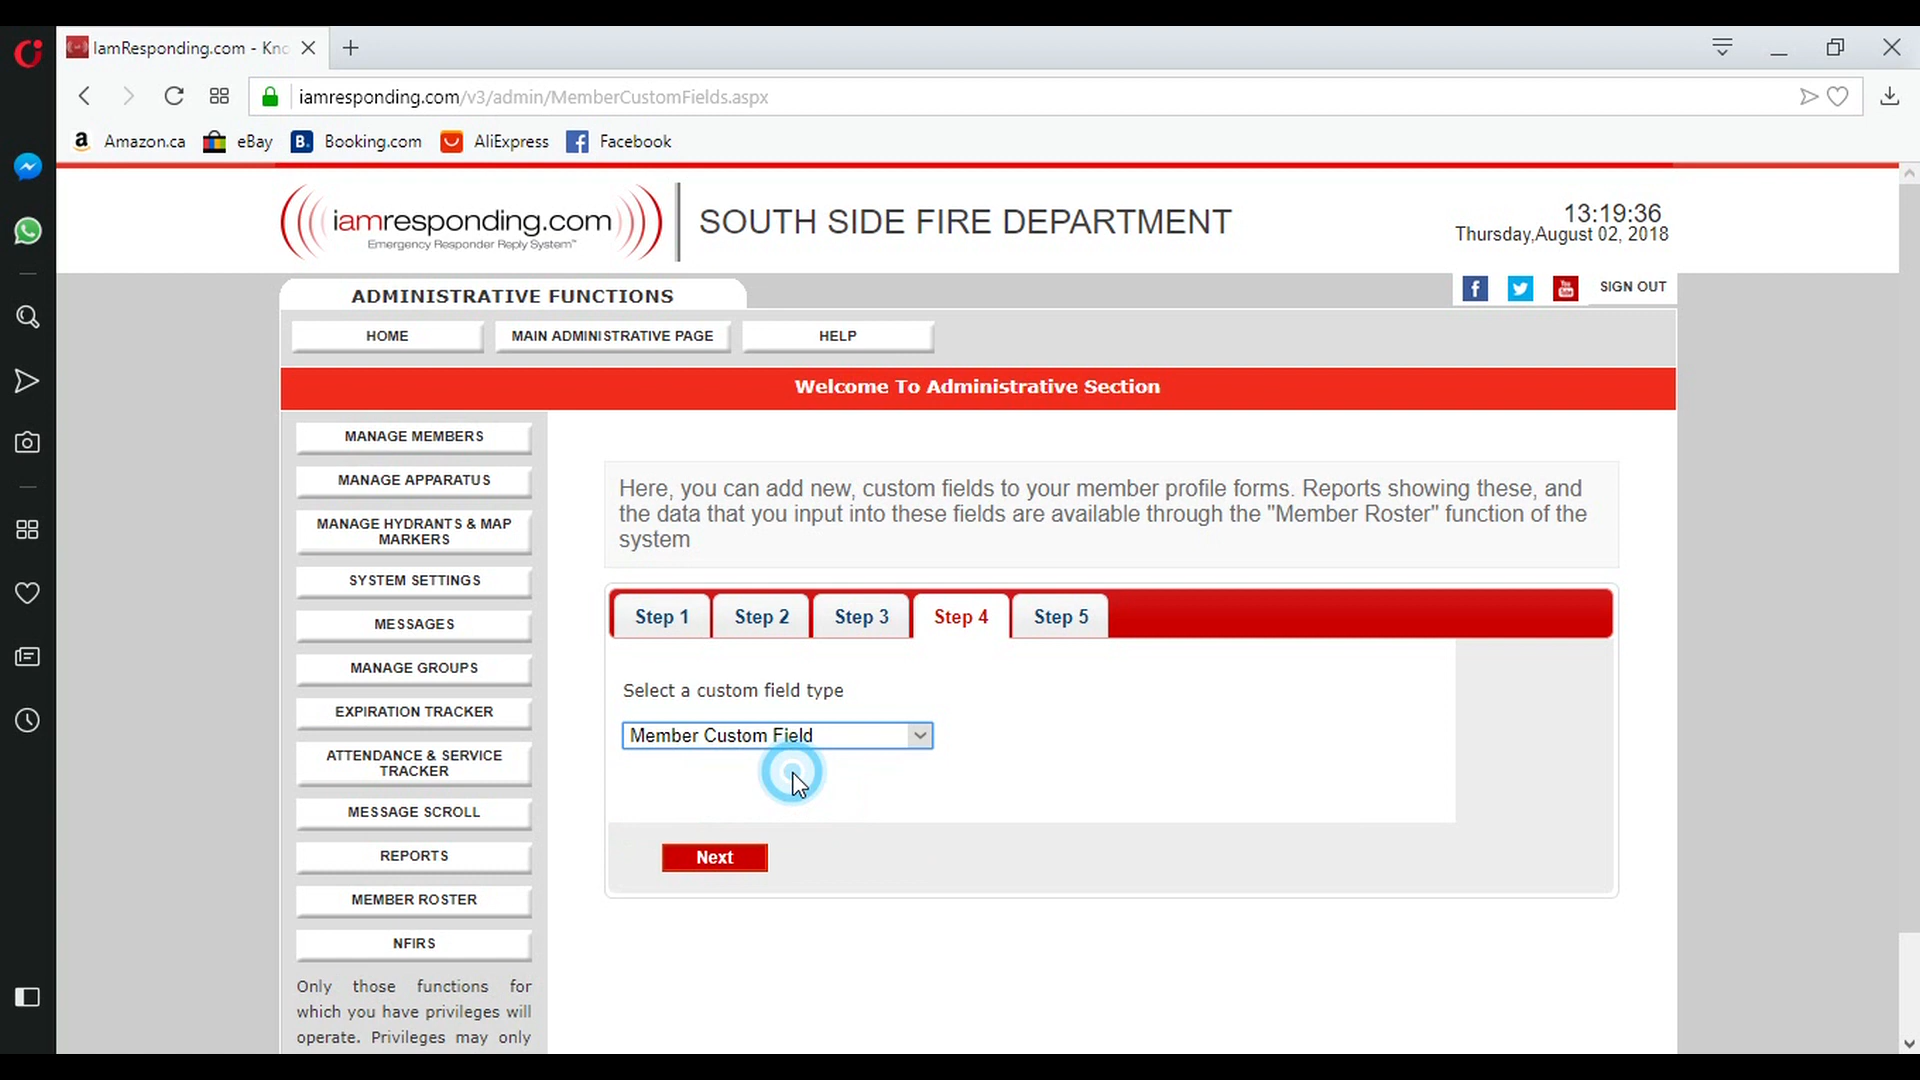 IamResponding.com - Kno
iamresponding.com/v3/admin/MemberCustomFields.aspx
a Amazon.ca eBay B. Booking.com AliExpress f Facebook
iamresponding.com
Emergency Responder Reply System™
SOUTH SIDE FIRE DEPARTMENT
13:19:36
Thursday,August 02, 2018
ADMINISTRATIVE FUNCTIONS
f You Tube SIGN OUT
HOME MAIN ADMINISTRATIVE PAGE HELP
Welcome To Administrative Section
MANAGE MEMBERS
MANAGE APPARATUS
MANAGE HYDRANTS & MAP
MARKERS
SYSTEM SETTINGS
MESSAGES
MANAGE GROUPS
EXPIRATION TRACKER
ATTENDANCE & SERVICE
TRACKER
MESSAGE SCROLL
REPORTS
MEMBER ROSTER
NFIRS
Only those functions for
which you have privileges will
operate. Privileges may only
Here, you can add new, custom fields to your member profile forms. Reports showing these, and
the data that you input into these fields are available through the "Member Roster" function of the
system
Step 1 Step 2 Step 3 Step 4 Step 5
Select a custom field type
Member Custom Field
Next